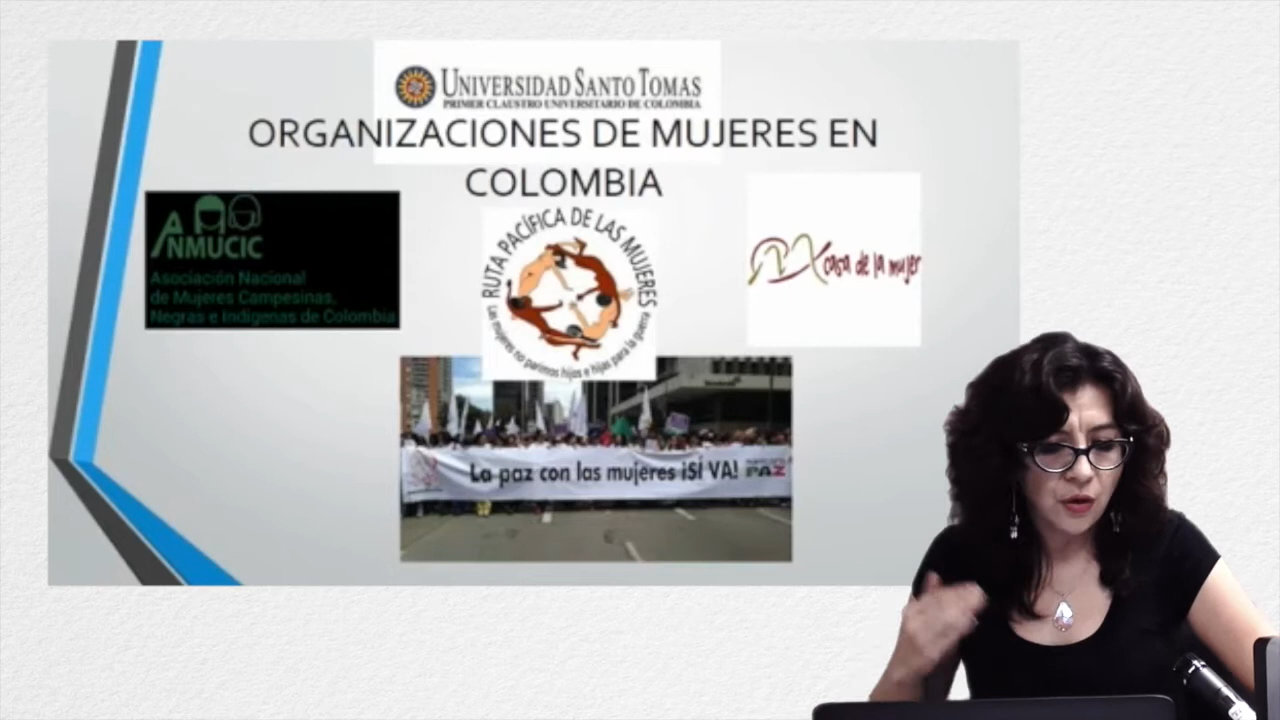 UNIVERSIDAD SANTO TOMAS
PRIMER CLAUSTRO UNIVERSITARIO DE COLOMBIA
ORGANIZACIONES DE MUJERES EN
COLOMBIA
ANMUCIC
Asociación Nacional
de Mujeres Campesinas,
Negras e Indígenas de Colombia
RUTA PACÍFICA DE LAS MUJERES
Las mujeres no parimos hijos e hijas para la guerra
casa de la mujer
La paz con las mujeres ¡SÍ VA!
PAZ